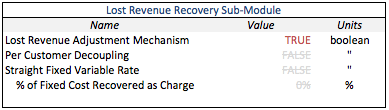 Lost Revenue Recovery Sub-Module
Name Value Units
Lost Revenue Adjustment Mechanism TRUE boolean
Per Customer Decoupling FALSE "
Straight Fixed Variable Rate FALSE "
% of Fixed Cost Recovered as Charge 0% %